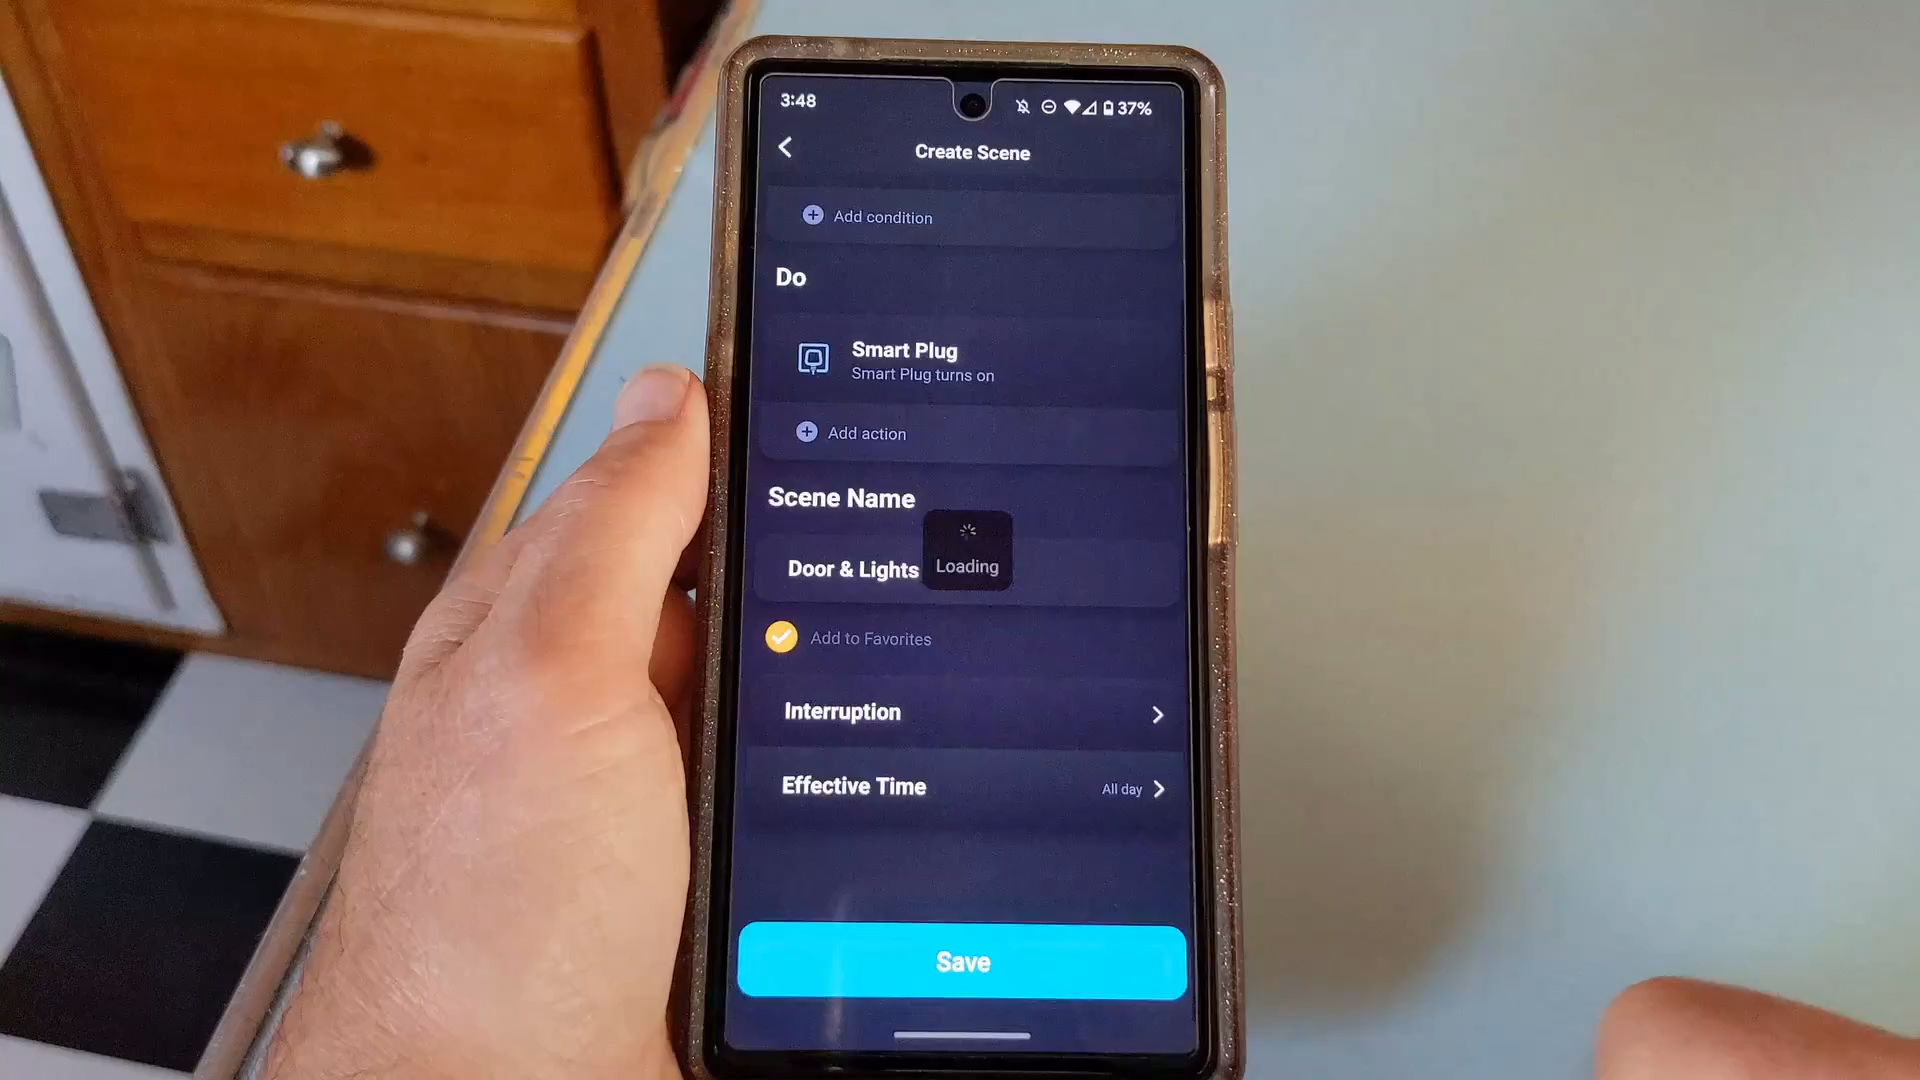 3:48
37%
Create Scene
Add condition
Do
Smart Plug
Smart Plug turns on
Add action
Scene Name
Door & Lights
Loading
Add to Favorites
Interruption
Effective Time
All day
Save